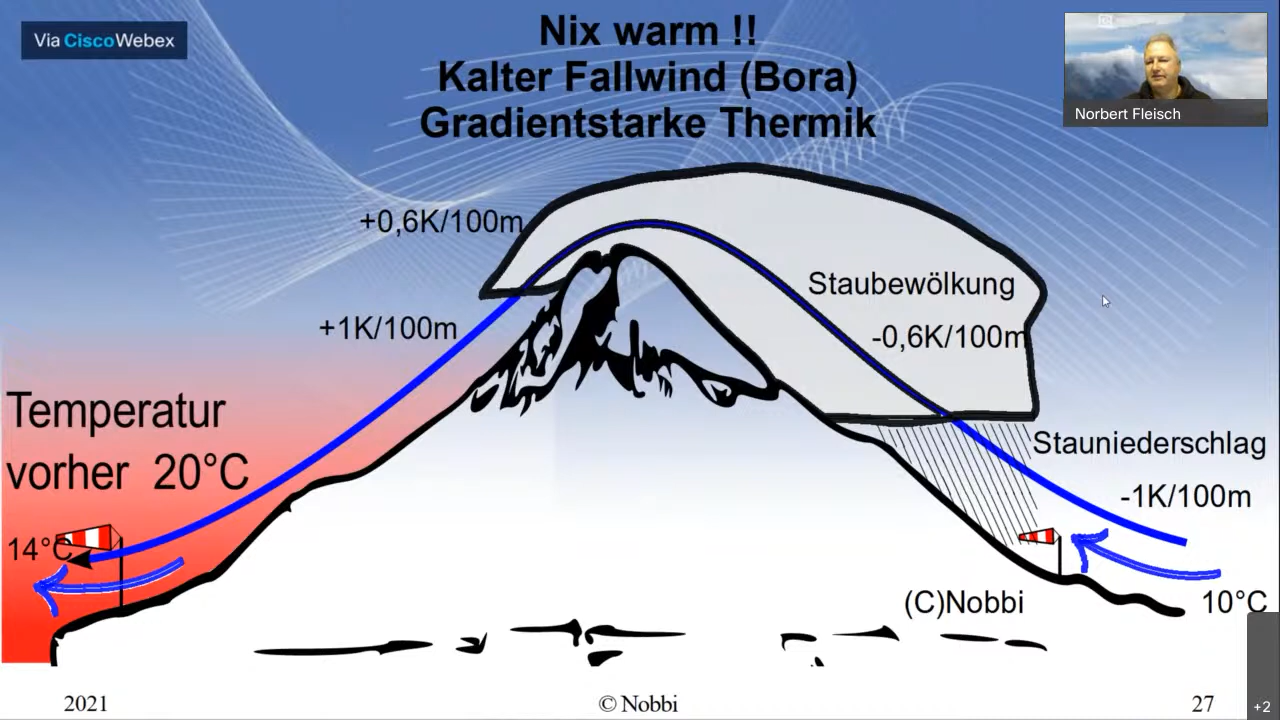 Via CiscoWebex
Nix warm !!
Kalter Fallwind (Bora)
Gradientstarke Thermik
Norbert Fleisch
+0,6K/100m
Staubewölkung
+1K/100m
-0,6K/100m
Temperatur
vorher 20°C
Stauniederschlag
-1K/100m
14°C
(C)Nobbi
10°C
2021
© Nobbi
27
+2